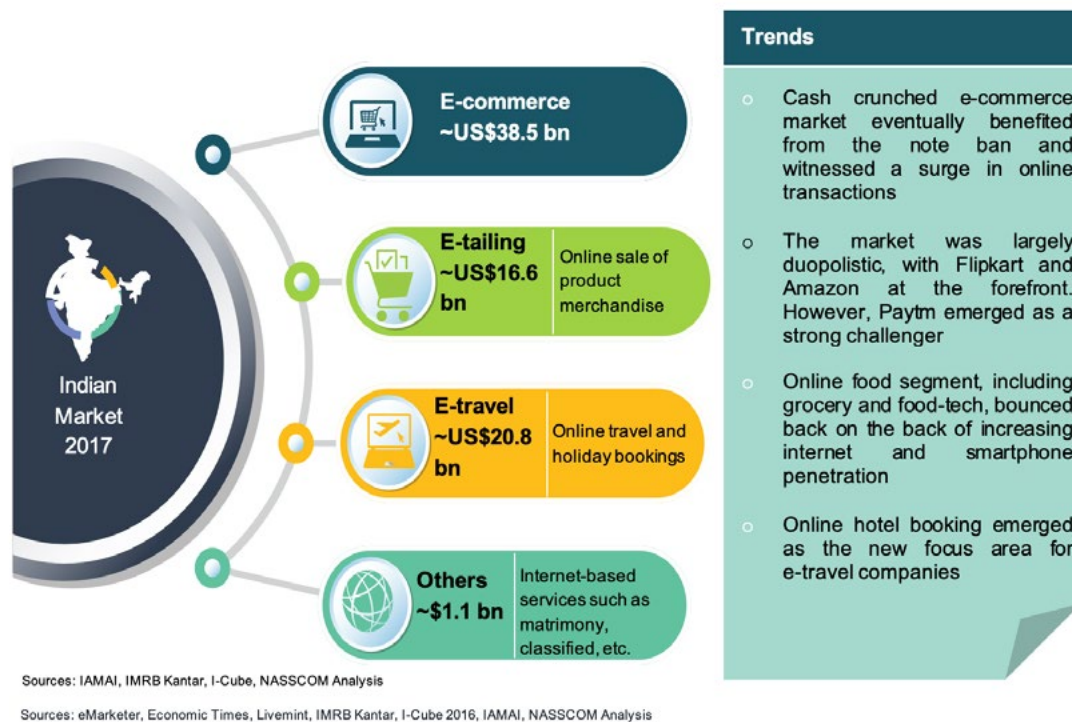 Indian
Market
2017
E-commerce
~US$38.5 bn
E-tailing
~US$16.6
bn
Online sale of
product
merchandise
E-travel
~US$20.8
bn
Online travel and
holiday bookings
Others
~$1.1 bn
Internet-based
services such as
matrimony,
classified, etc.
Trends
Cash crunched e-commerce
market eventually benefited
from the note ban and
witnessed a surge in online
transactions
The market was largely
duopolistic, with Flipkart and
Amazon at the forefront.
However, Paytm emerged as a
strong challenger
Online food segment, including
grocery and food-tech, bounced
back on the back of increasing
internet and smartphone
penetration
Online hotel booking emerged
as the new focus area for
e-travel companies
Sources: IAMAI, IMRB Kantar, I-Cube, NASSCOM Analysis
Sources: eMarketer, Economic Times, Livemint, IMRB Kantar, I-Cube 2016, IAMAI, NASSCOM Analysis